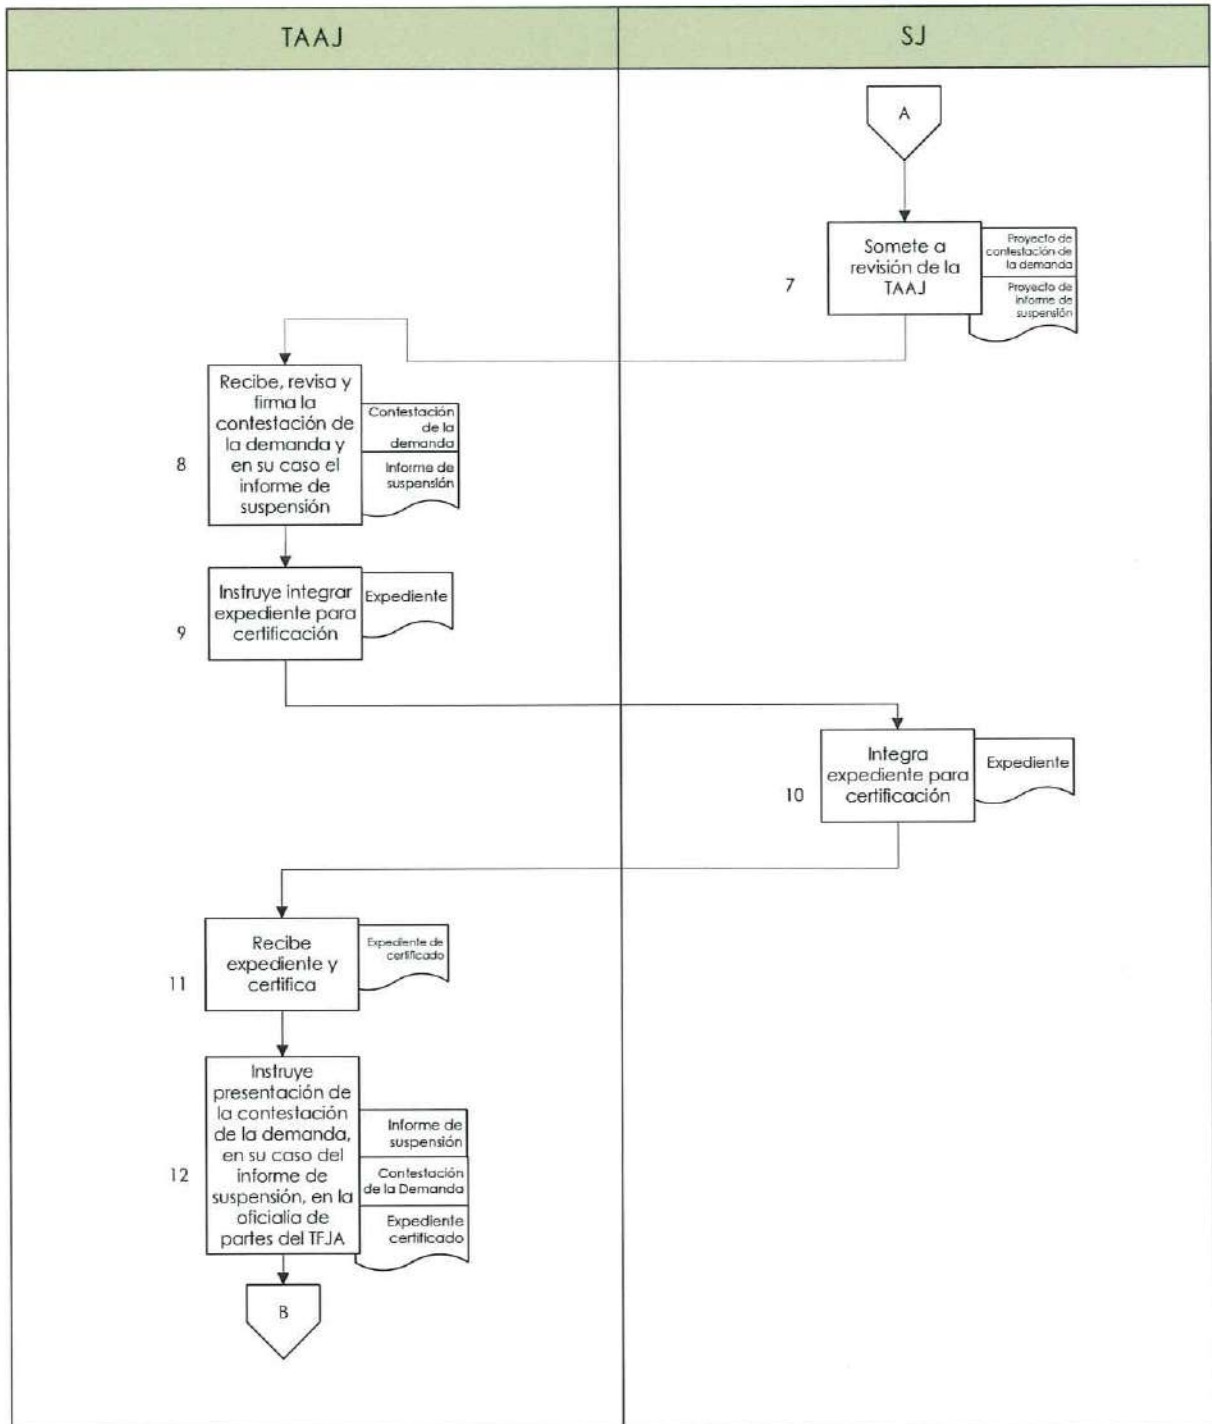 TAAJ
SJ
A
7
Somete a
revisión de la
TAAJ
Proyecto de
contestación de
la demanda
Proyecto de
informe de
suspensión
8
Recibe, revisa y
firma la
contestación de
la demanda y
en su caso el
informe de
suspensión
Contestación
de la
demanda
Informe de
suspensión
9
Instruye integrar
expediente para
certificación
Expediente
10
Integra
expediente para
certificación
Expediente
11
Recibe
expediente y
certifica
Expediente de
certificado
12
Instruye
presentación de
la contestación
de la demanda,
en su caso del
informe de
suspensión, en la
oficialia de
partes del TFJA
Informe de
suspensión
Contestación
de la Demanda
Expediente
certificado
B